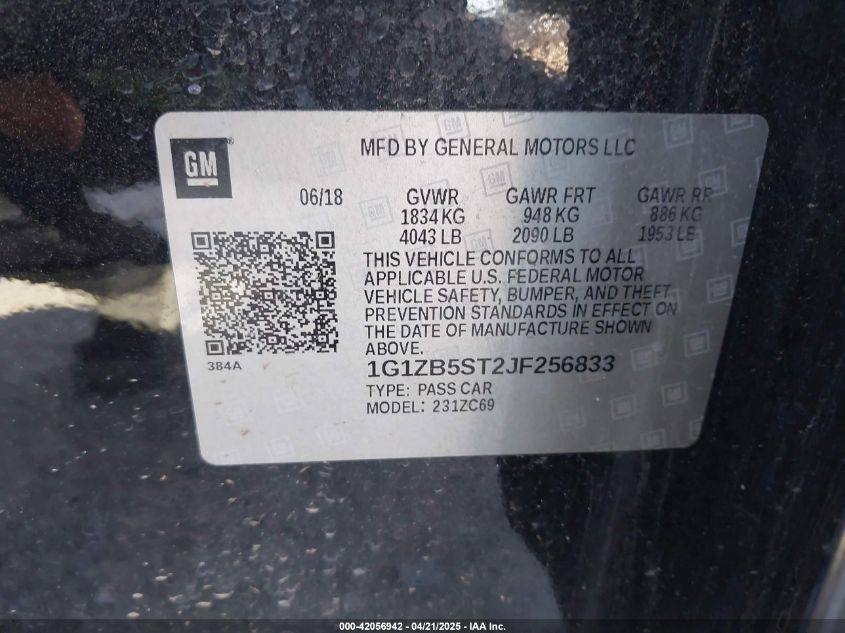 GM
MFD BY GENERAL MOTORS LLC
06/18 GVWR GAWR FRT GAWR RR
1834 KG 948 KG 886 KG
4043 LB 2090 LB 1953 LB
THIS VEHICLE CONFORMS TO ALL
APPLICABLE U.S. FEDERAL MOTOR
VEHICLE SAFETY, BUMPER, AND THEFT
PREVENTION STANDARDS IN EFFECT ON
THE DATE OF MANUFACTURE SHOWN
ABOVE.
384A
1G1ZB5ST2JF256833
TYPE: PASS CAR
MODEL: 231ZC69
000-42056942 - 04/21/2025 - IAA Inc.